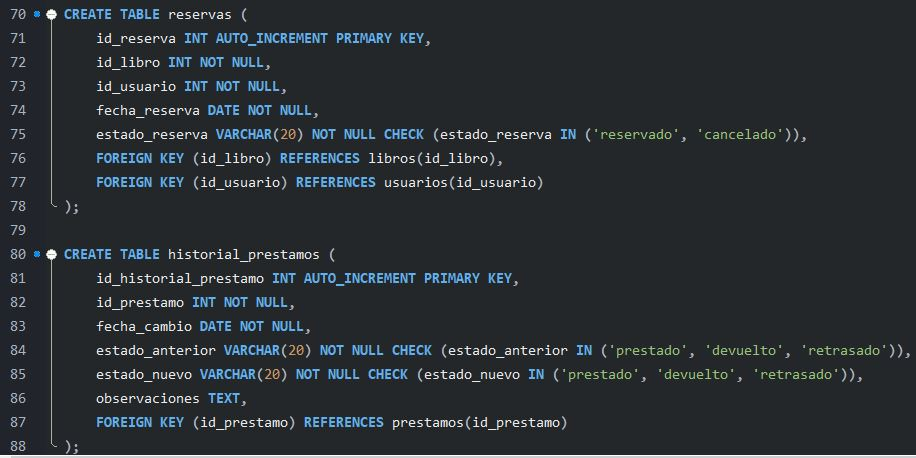 70 CREATE TABLE reservas (
71 id_reserva INT AUTO_INCREMENT PRIMARY KEY,
72 id_libro INT NOT NULL,
73 id_usuario INT NOT NULL,
74 fecha_reserva DATE NOT NULL,
75 estado_reserva VARCHAR(20) NOT NULL CHECK (estado_reserva IN ('reservado', 'cancelado')),
76 FOREIGN KEY (id_libro) REFERENCES libros(id_libro),
77 FOREIGN KEY (id_usuario) REFERENCES usuarios(id_usuario)
78 );
79
80 CREATE TABLE historial_prestamos (
81 id_historial_prestamo INT AUTO_INCREMENT PRIMARY KEY,
82 id_prestamo INT NOT NULL,
83 fecha_cambio DATE NOT NULL,
84 estado_anterior VARCHAR(20) NOT NULL CHECK (estado_anterior IN ('prestado', 'devuelto', 'retrasado')),
85 estado_nuevo VARCHAR(20) NOT NULL CHECK (estado_nuevo IN ('prestado', 'devuelto', 'retrasado')),
86 observaciones TEXT,
87 FOREIGN KEY (id_prestamo) REFERENCES prestamos(id_prestamo)
88 );